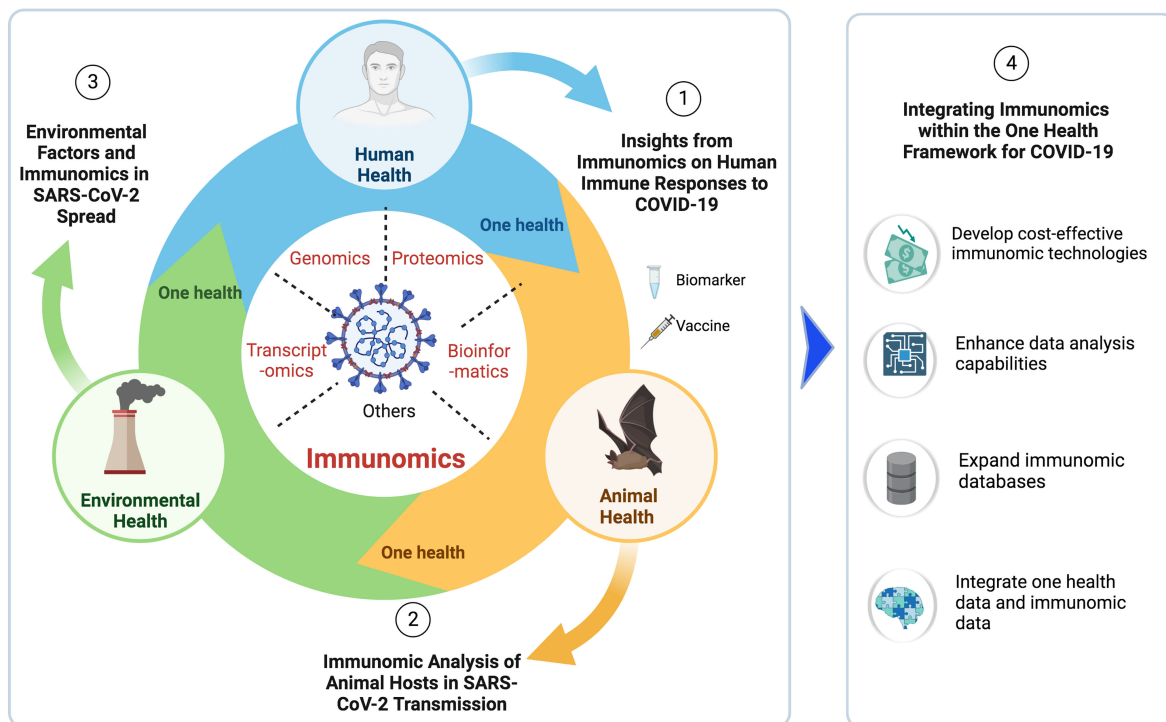 3
Environmental
Factors and
Immunomics in
SARS-CoV-2
Spread
Human
Health
1
Insights from
Immunomics on Human
Immune Responses to
COVID-19
One health
One health
Genomics
Proteomics
Transcript
-omics
Bioinfor
-matics
Others
Immunomics
Biomarker
Vaccine
Environmental
Health
Animal
Health
One health
2
Immunomic Analysis of
Animal Hosts in SARS-
CoV-2 Transmission
4
Integrating Immunomics
within the One Health
Framework for COVID-19
Develop cost-effective
immunomic technologies
Enhance data analysis
capabilities
Expand immunomic
databases
Integrate one health
data and immunomic
data